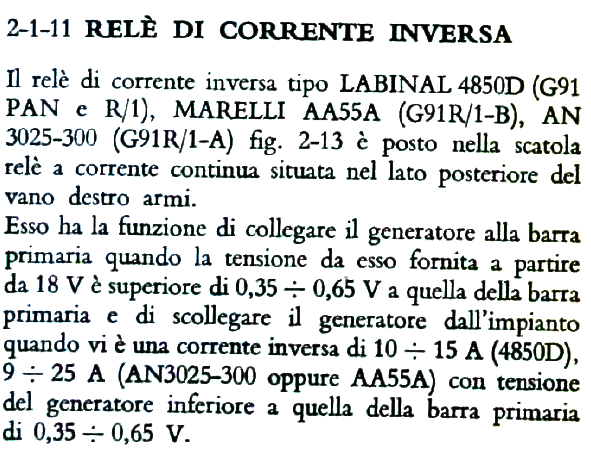 2-1-11 RELÈ DI CORRENTE INVERSA
Il relè di corrente inversa tipo LABINAL 4850D (G91
PAN e R/1), MARELLI AA55A (G91R/1-B), AN
3025-300 (G91R/1-A) fig. 2-13 è posto nella scatola
relè a corrente continua situata nel lato posteriore del
vano destro armi.
Esso ha la funzione di collegare il generatore alla barra
primaria quando la tensione da esso fornita a partire
da 18 V è superiore di 0,35 ÷ 0,65 V a quella della barra
primaria e di scollegare il generatore dall'impianto
quando vi è una corrente inversa di 10 ÷ 15 A (4850D),
9 ÷ 25 A (AN3025-300 oppure AA55A) con tensione
del generatore inferiore a quella della barra primaria
di 0,35 ÷ 0,65 V.